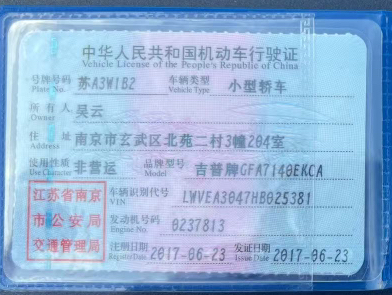 中华人民共和国机动车行驶证
Vehicle License of the People's Republic of China
号牌号码 苏A3W1B2 车辆类型 小型轿车
Plate No. Vehicle Type
所有人 吴云
Owner
住址 南京市玄武区北苑二村3幢204室
Address
使用性质 非营运 品牌型号 吉普牌GFA7140EKCA
Use Character Model
江苏省南京 车辆识别代号 LWVEA3047HB025381
VIN
市公安局 发动机号码 0237813
Engine No.
交通管理局 注册日期 2017-06-23 发证日期 2017-06-23
Register Date Issue Date